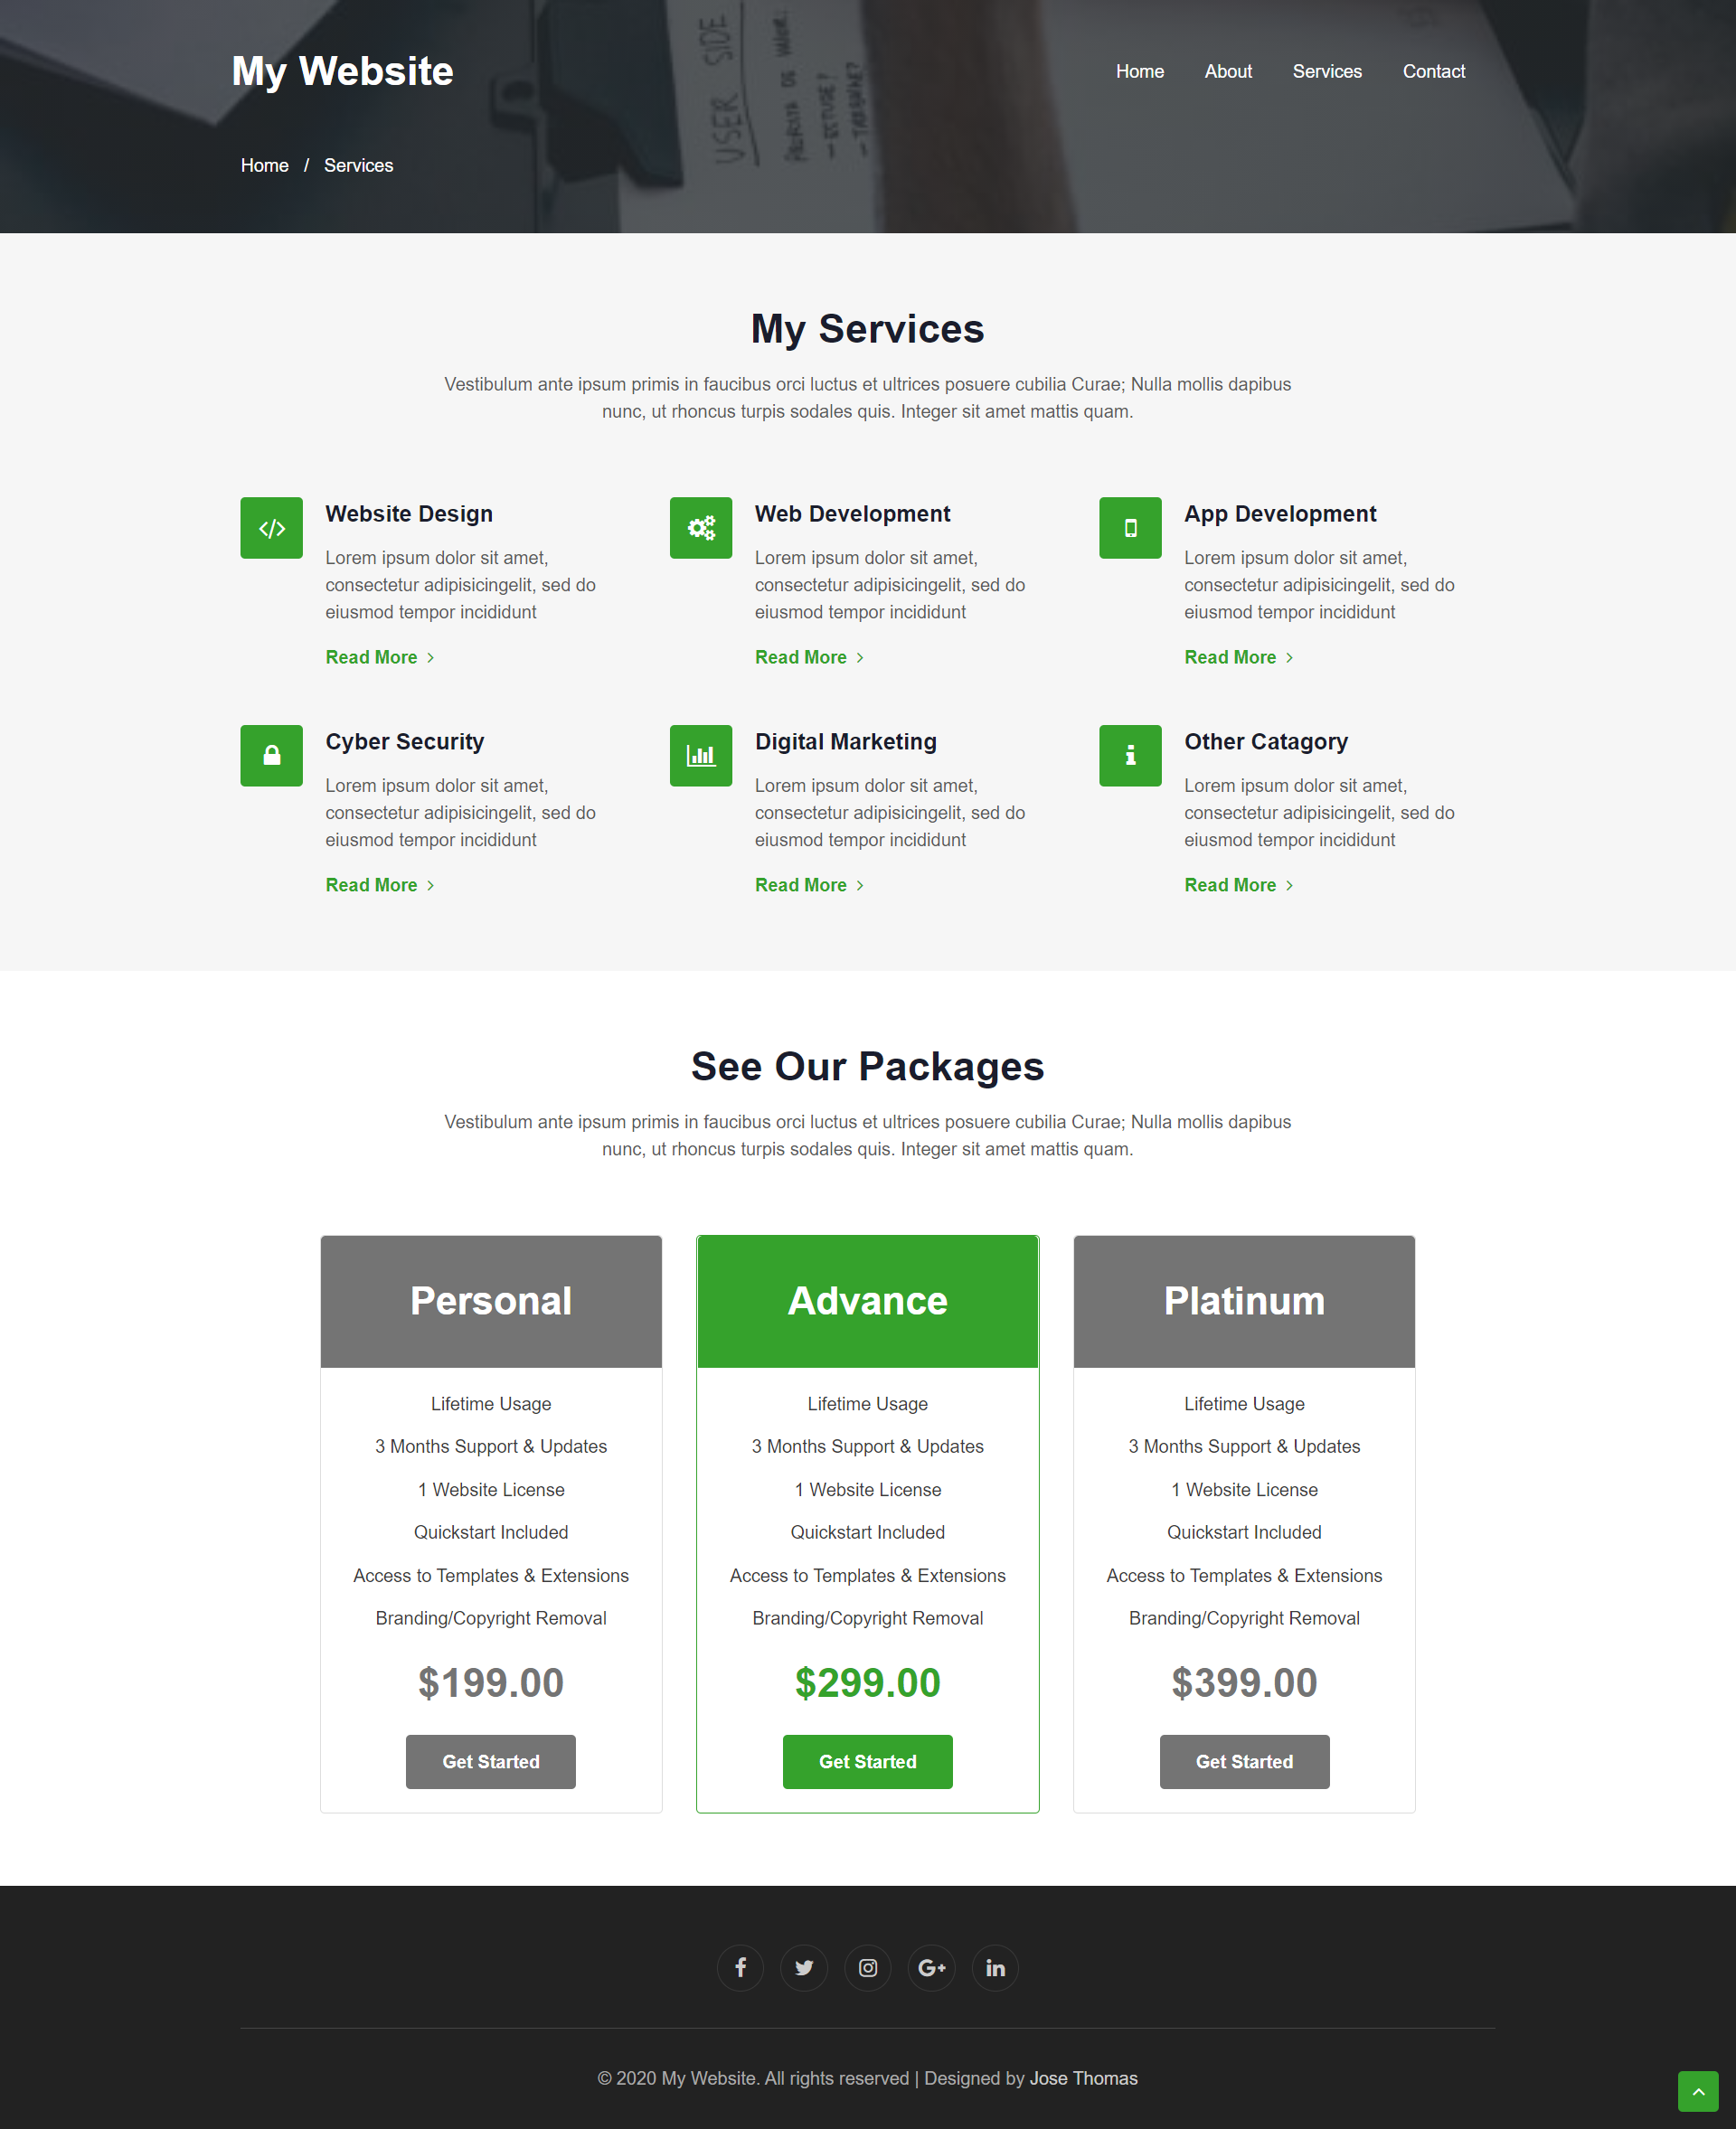 My Website
Home About Services Contact
USER SIDE
Home / Services
My Services
Vestibulum ante ipsum primis in faucibus orci luctus et ultrices posuere cubilia Curae; Nulla mollis dapibus
nunc, ut rhoncus turpis sodales quis. Integer sit amet mattis quam.
Website Design
Lorem ipsum dolor sit amet,
consectetur adipisicingelit, sed do
eiusmod tempor incididunt
Read More
Web Development
Lorem ipsum dolor sit amet,
consectetur adipisicingelit, sed do
eiusmod tempor incididunt
Read More
App Development
Lorem ipsum dolor sit amet,
consectetur adipisicingelit, sed do
eiusmod tempor incididunt
Read More
Cyber Security
Lorem ipsum dolor sit amet,
consectetur adipisicingelit, sed do
eiusmod tempor incididunt
Read More
Digital Marketing
Lorem ipsum dolor sit amet,
consectetur adipisicingelit, sed do
eiusmod tempor incididunt
Read More
Other Catagory
Lorem ipsum dolor sit amet,
consectetur adipisicingelit, sed do
eiusmod tempor incididunt
Read More
See Our Packages
Vestibulum ante ipsum primis in faucibus orci luctus et ultrices posuere cubilia Curae; Nulla mollis dapibus
nunc, ut rhoncus turpis sodales quis. Integer sit amet mattis quam.
Personal
Lifetime Usage
3 Months Support & Updates
1 Website License
Quickstart Included
Access to Templates & Extensions
Branding/Copyright Removal
$199.00
Get Started
Advance
Lifetime Usage
3 Months Support & Updates
1 Website License
Quickstart Included
Access to Templates & Extensions
Branding/Copyright Removal
$299.00
Get Started
Platinum
Lifetime Usage
3 Months Support & Updates
1 Website License
Quickstart Included
Access to Templates & Extensions
Branding/Copyright Removal
$399.00
Get Started
© 2020 My Website. All rights reserved | Designed by Jose Thomas